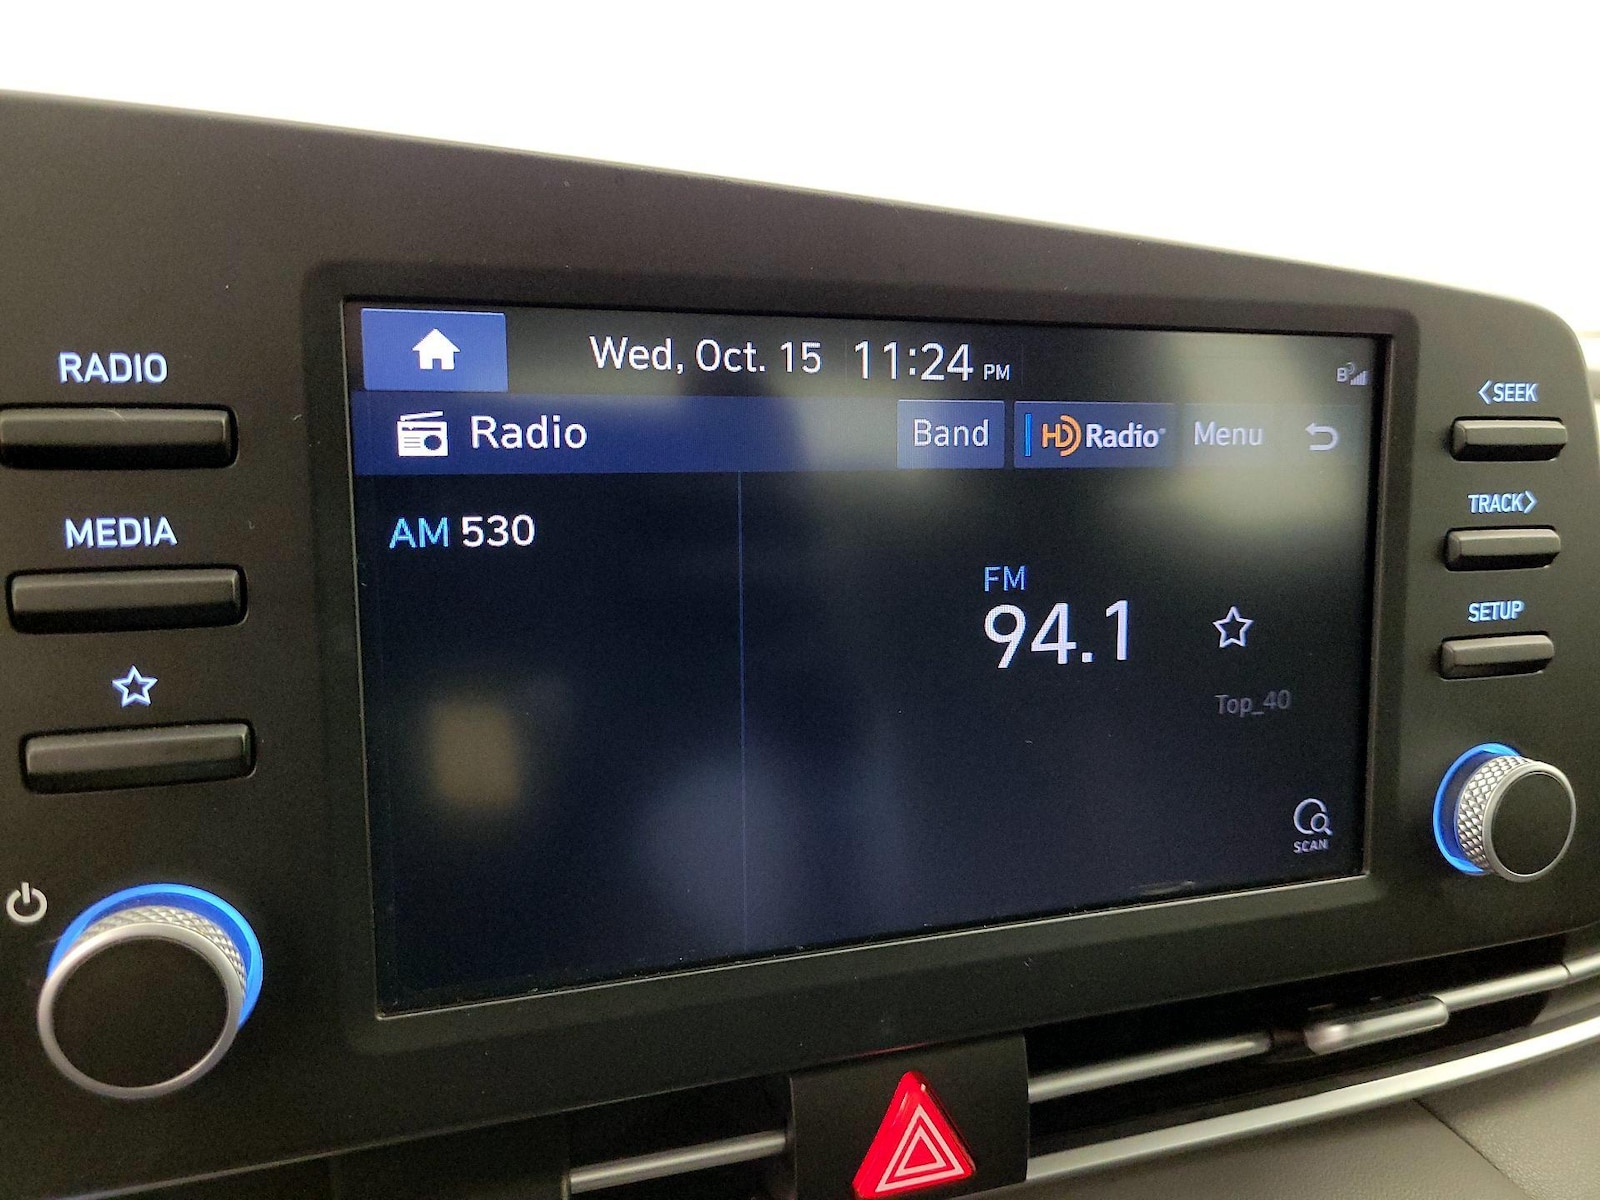 RADIO
MEDIA
Wed, Oct. 15 11:24 PM
B
Radio
Band
HD Radio®
Menu
AM 530
FM
94.1
Top_40
SCAN
<SEEK
TRACK>
SETUP